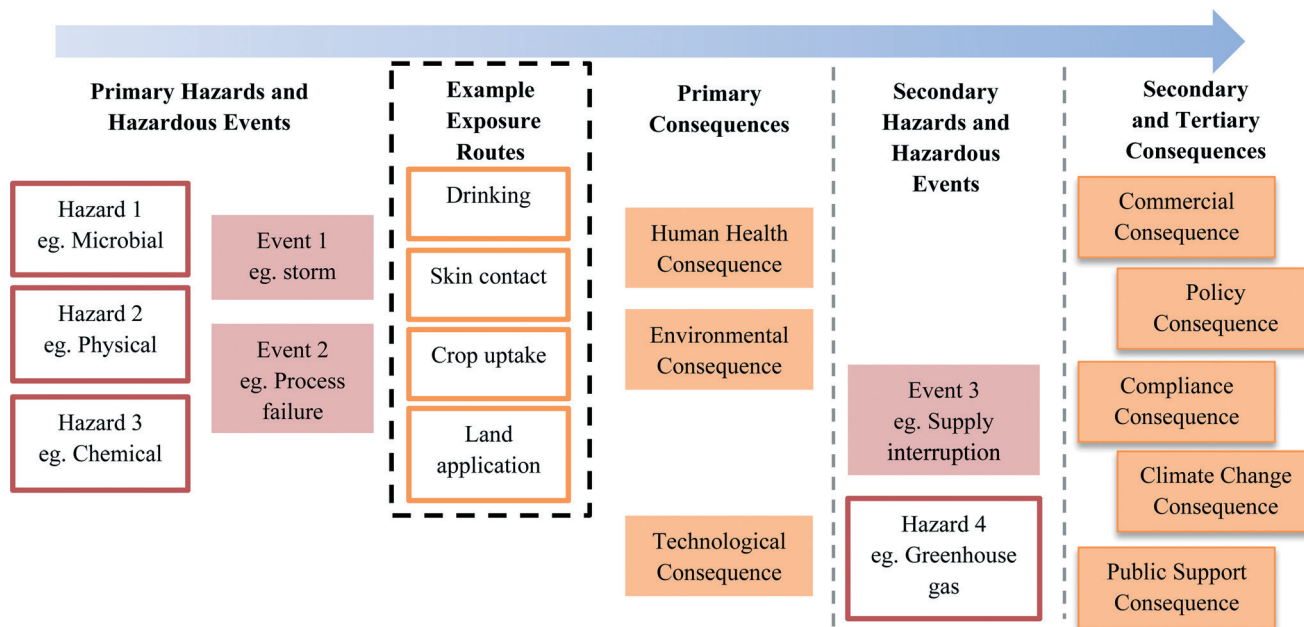 Primary Hazards and
Hazardous Events
Hazard 1
eg. Microbial
Hazard 2
eg. Physical
Hazard 3
eg. Chemical
Event 1
eg. storm
Event 2
eg. Process
failure
Example
Exposure
Routes
Drinking
Skin contact
Crop uptake
Land
application
Primary
Consequences
Human Health
Consequence
Environmental
Consequence
Technological
Consequence
Secondary
Hazards and
Hazardous
Events
Event 3
eg. Supply
interruption
Hazard 4
eg. Greenhouse
gas
Secondary
and Tertiary
Consequences
Commercial
Consequence
Policy
Consequence
Compliance
Consequence
Climate Change
Consequence
Public Support
Consequence